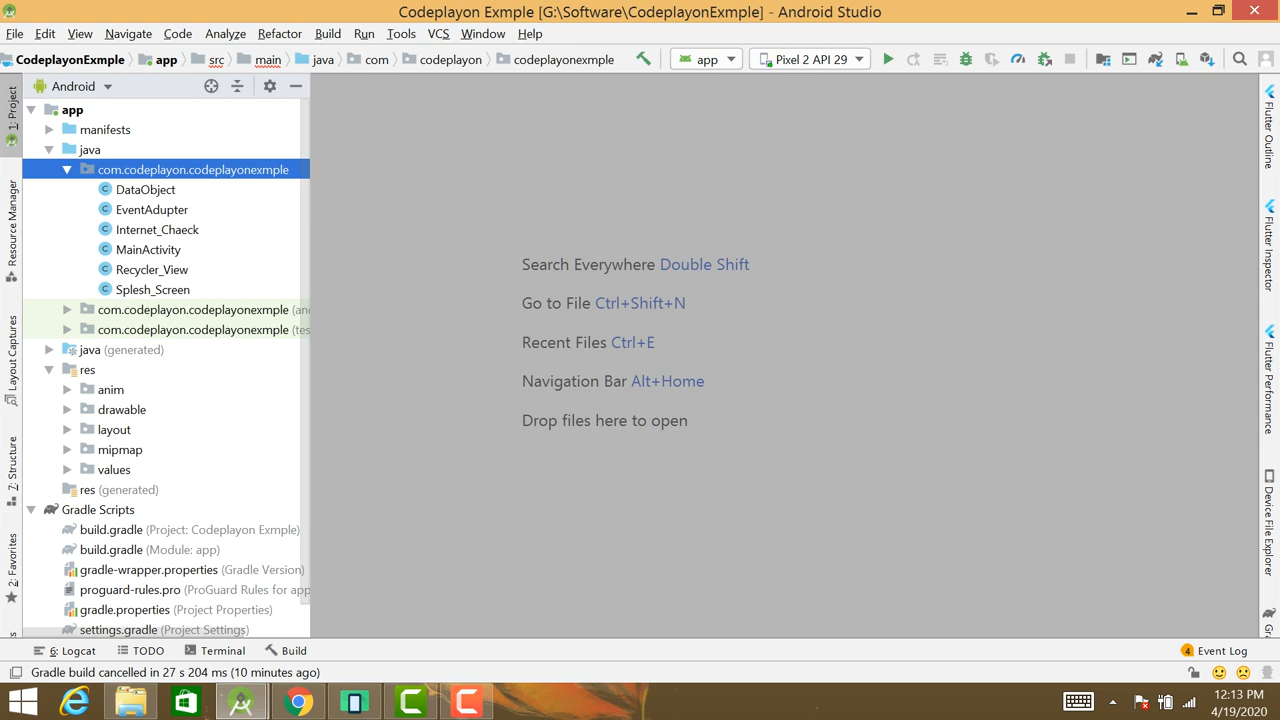 Codeplayon Exmple [G:\Software\CodeplayonExmple] - Android Studio
File Edit View Navigate Code Analyze Refactor Build Run Tools VCS Window Help
CodeplayonExmple app src main java com codeplayon codeplayonexmple app Pixel 2 API 29
Android
app
manifests
java
com.codeplayon.codeplayonexmple
DataObject
EventAdupter
Internet_Chaeck
MainActivity
Recycler_View
Splesh_Screen
com.codeplayon.codeplayonexmple (an
com.codeplayon.codeplayonexmple (tes
java (generated)
res
anim
drawable
layout
mipmap
values
res (generated)
Gradle Scripts
build.gradle (Project: Codeplayon Exmple)
build.gradle (Module: app)
gradle-wrapper.properties (Gradle Version)
proguard-rules.pro (ProGuard Rules for app
gradle.properties (Project Properties)
settings.gradle (Project Settings)
1: Project
Resource Manager
Layout Captures
7: Structure
2: Favorites
Search Everywhere Double Shift
Go to File Ctrl+Shift+N
Recent Files Ctrl+E
Navigation Bar Alt+Home
Drop files here to open
Flutter Outline
Flutter Inspector
Flutter Performance
Device File Explorer
6: Logcat TODO Terminal Build 4 Event Log
Gradle build cancelled in 27 s 204 ms (10 minutes ago)
12:13 PM
4/19/2020